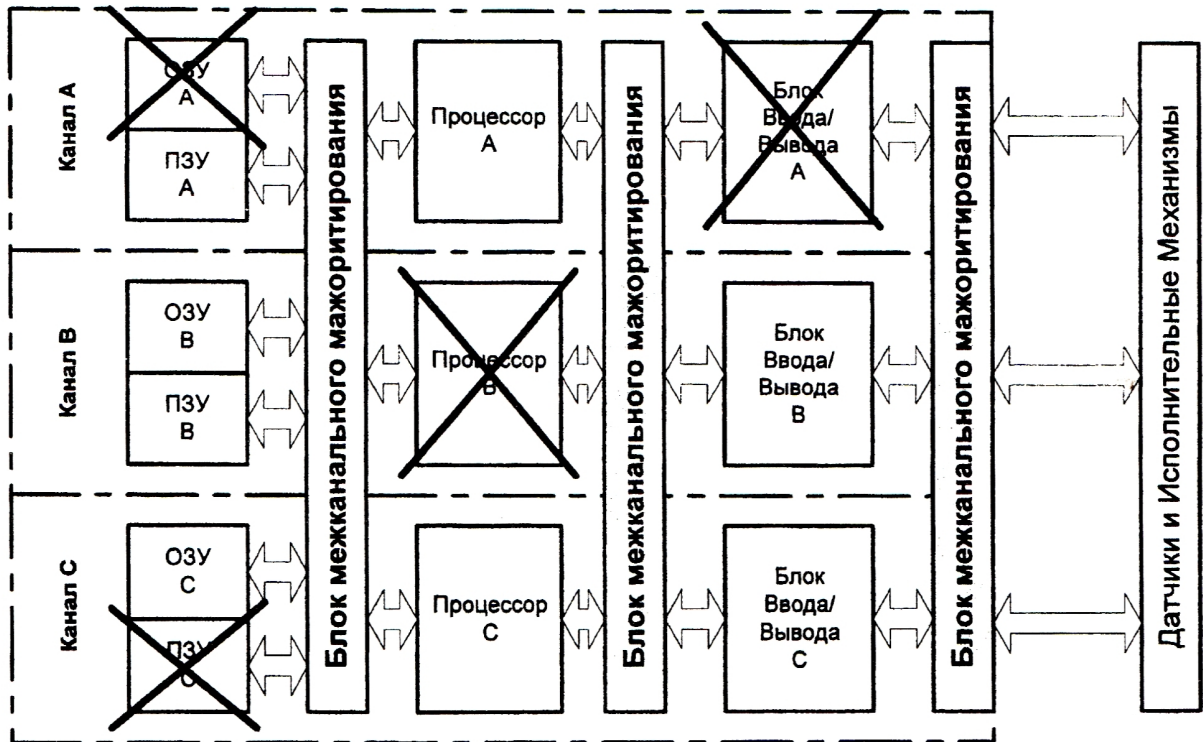 Канал А
ОЗУ
А
ПЗУ
А
Блок межканального мажоритирования
Процессор
А
Блок межканального мажоритирования
Блок
Ввода/
Вывода
А
Блок межканального мажоритирования
Датчики и Исполнительные Механизмы
Канал В
ОЗУ
В
ПЗУ
В
Процессор
В
Блок
Ввода/
Вывода
В
Канал С
ОЗУ
С
ПЗУ
С
Процессор
С
Блок
Ввода/
Вывода
С